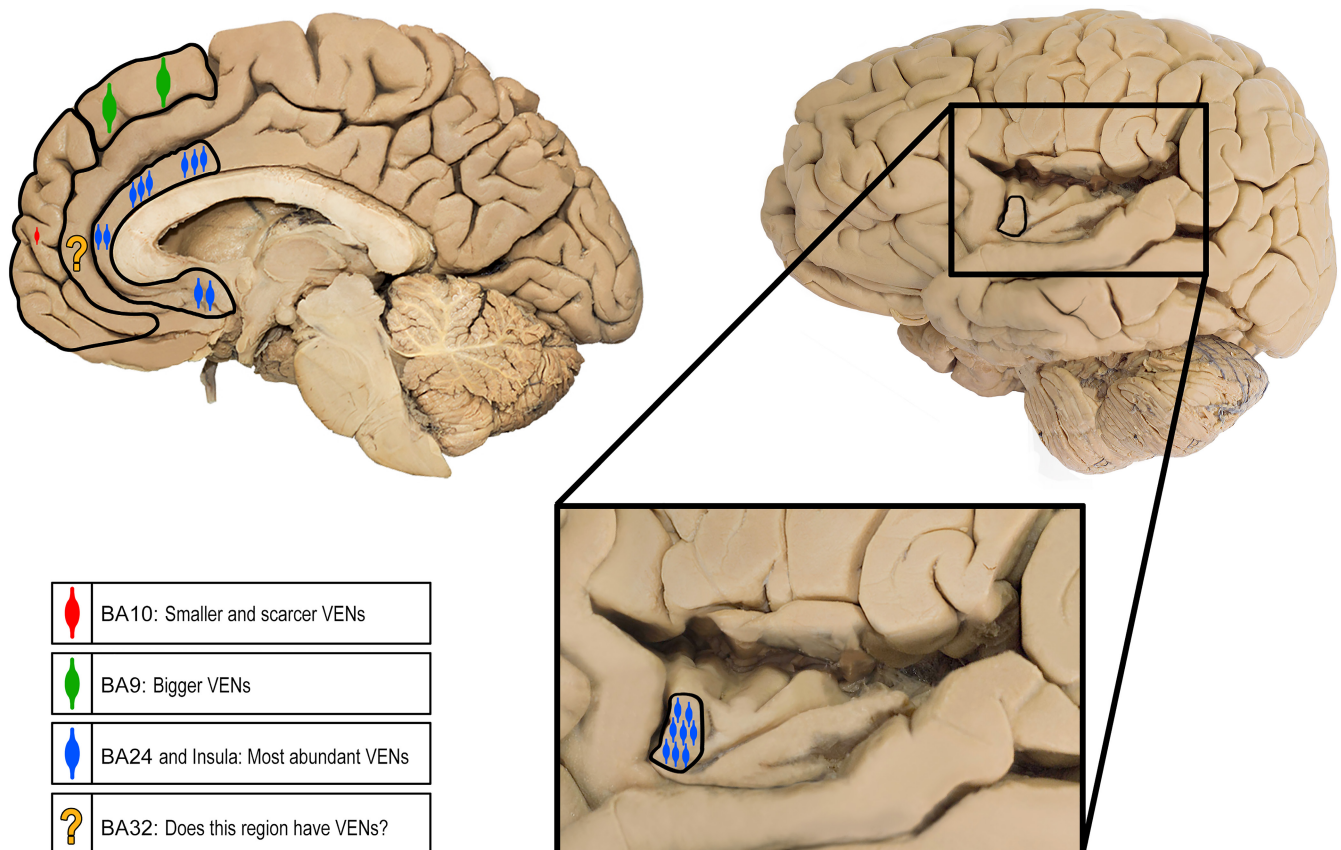 ?
BA10: Smaller and scarcer VENs
BA9: Bigger VENs
BA24 and Insula: Most abundant VENs
? BA32: Does this region have VENs?